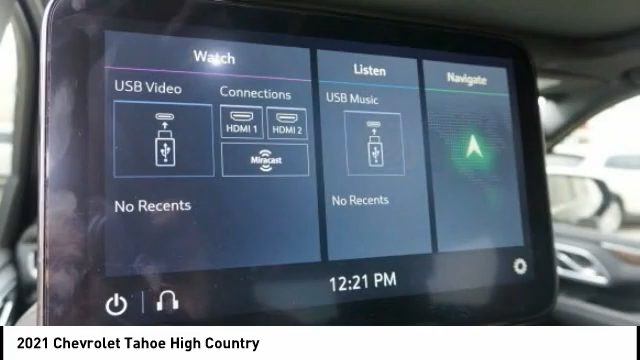 Watch
USB Video
Connections
HDMI 1
HDMI 2
Miracast
No Recents
Listen
USB Music
No Recents
Navigate
12:21 PM
2021 Chevrolet Tahoe High Country